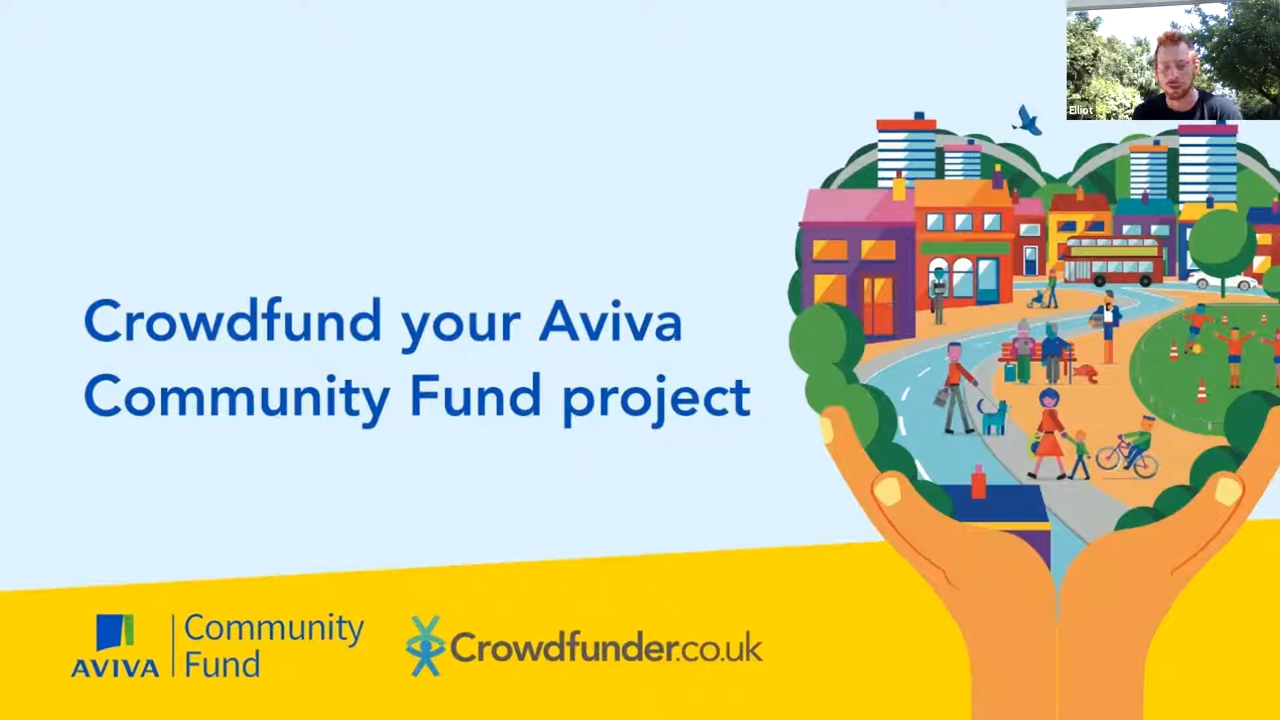 Elliot
Crowdfund your Aviva
Community Fund project
AVIVA
Community
Fund
Crowdfunder.co.uk